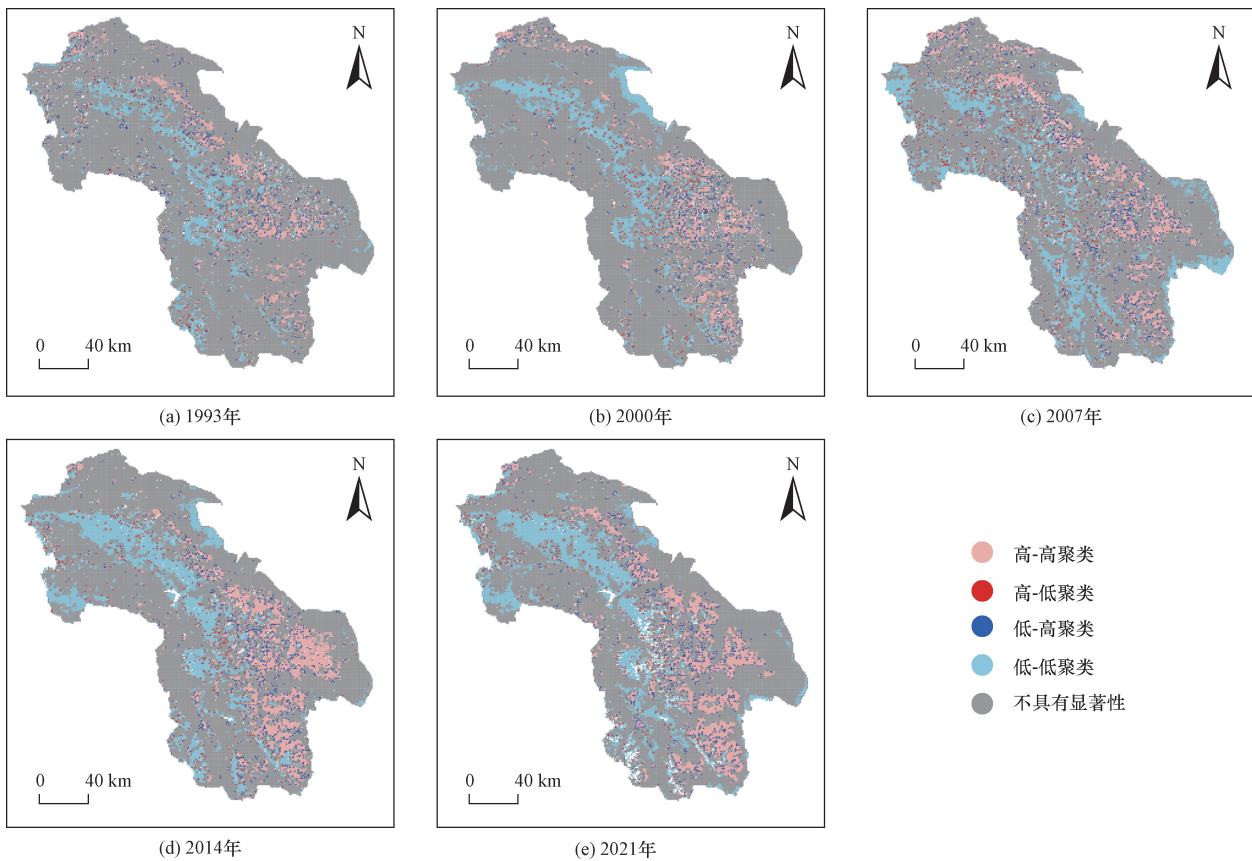 N
0 40 km
(a) 1993年
N
0 40 km
(b) 2000年
N
0 40 km
(c) 2007年
N
0 40 km
(d) 2014年
N
0 40 km
(e) 2021年
高-高聚类
高-低聚类
低-高聚类
低-低聚类
不具有显著性